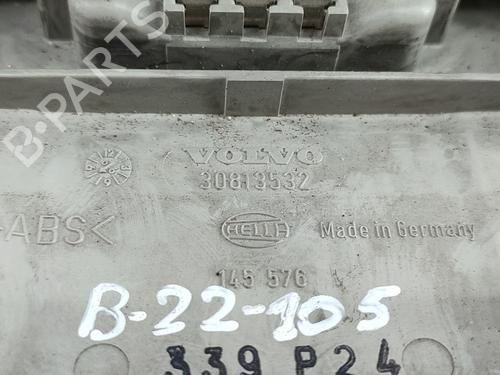 B-PARTS
VOLVO
30813532
-ABS<
HELLA
Made in Germany
145 576
B-22-105
339 P24